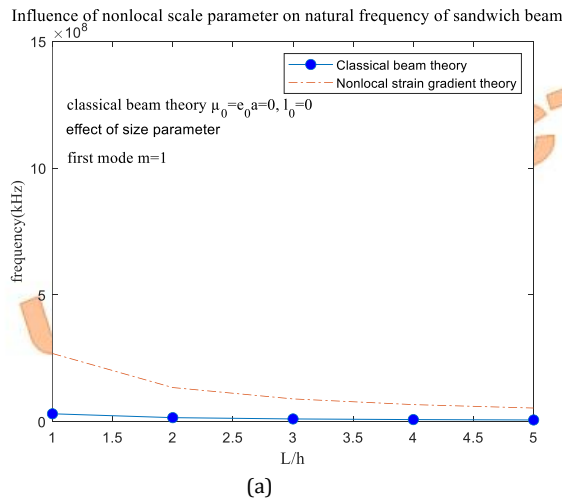 Influence of nonlocal scale parameter on natural frequency of sandwich beam
×10⁸
15
10
5
0
frequency(kHz)
Classical beam theory
Nonlocal strain gradient theory
classical beam theory μ₀=e₀a=0, l₀=0
effect of size parameter
first mode m=1
1 1.5 2 2.5 3 3.5 4 4.5 5
L/h
(a)